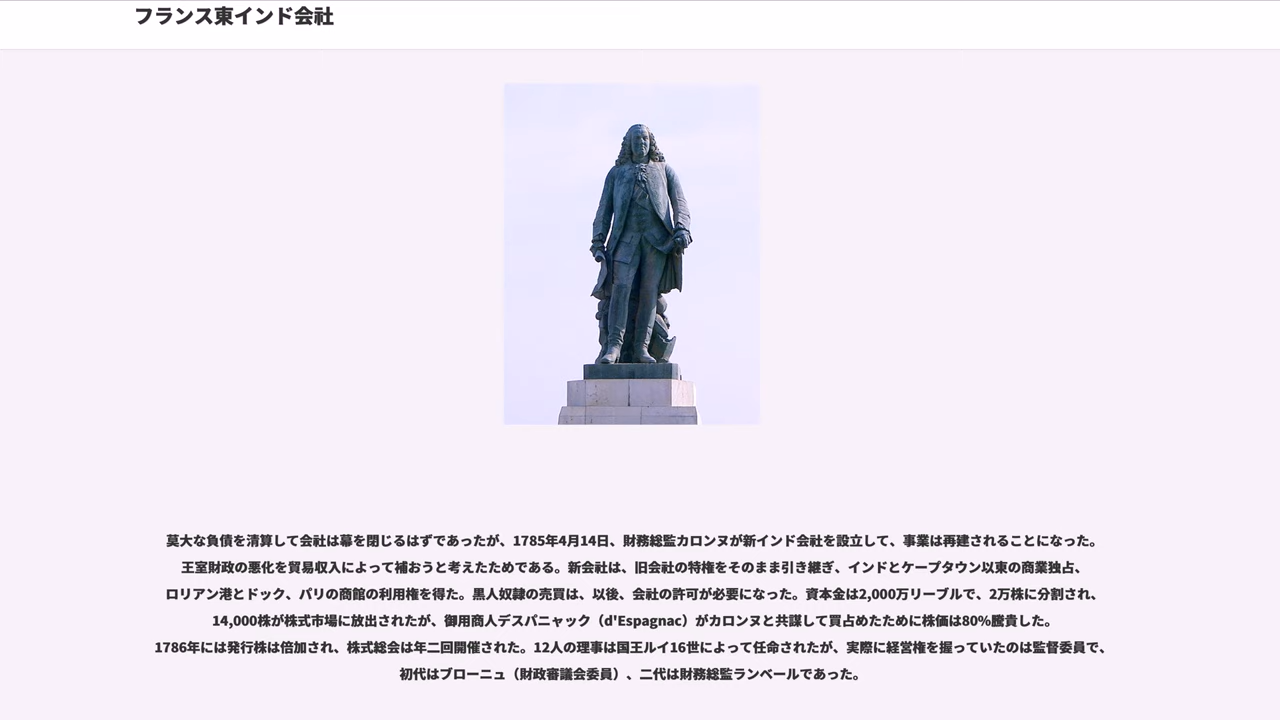 フランス東インド会社
莫大な負債を清算して会社は幕を閉じるはずであったが、1785年4月14日、財務総監カロンヌが新インド会社を設立して、事業は再建されることになった。
王室財政の悪化を貿易収入によって補おうと考えたためである。新会社は、旧会社の特権をそのまま引き継ぎ、インドとケープタウン以東の商業独占、
ロリアン港とドック、パリの商館の利用権を得た。黒人奴隷の売買は、以後、会社の許可が必要になった。資本金は2,000万リーブルで、2万株に分割され、
14,000株が株式市場に放出されたが、御用商人デスパニャック（d'Espagnac）がカロンヌと共謀して買占めたために株価は80%騰貴した。
1786年には発行株は倍加され、株式総会は年二回開催された。12人の理事は国王ルイ16世によって任命されたが、実際に経営権を握っていたのは監督委員で、
初代はブローニュ（財政審議会委員）、二代は財務総監ランベールであった。